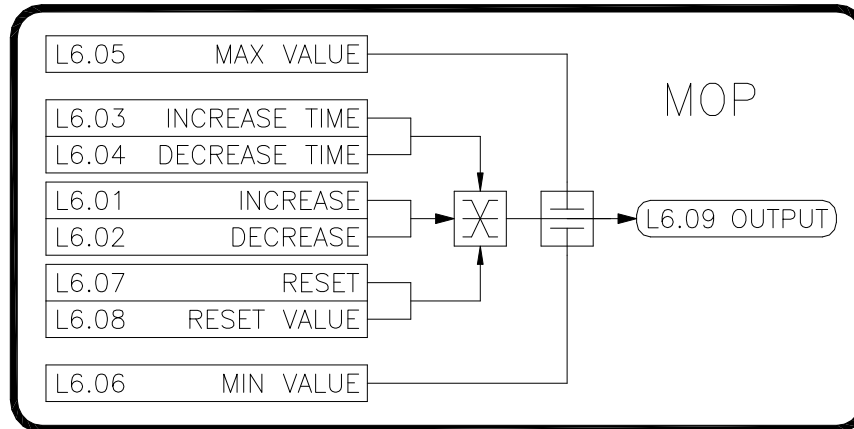 L6.05 MAX VALUE
MOP
L6.03 INCREASE TIME
L6.04 DECREASE TIME
L6.01 INCREASE
L6.02 DECREASE
L6.09 OUTPUT
L6.07 RESET
L6.08 RESET VALUE
L6.06 MIN VALUE